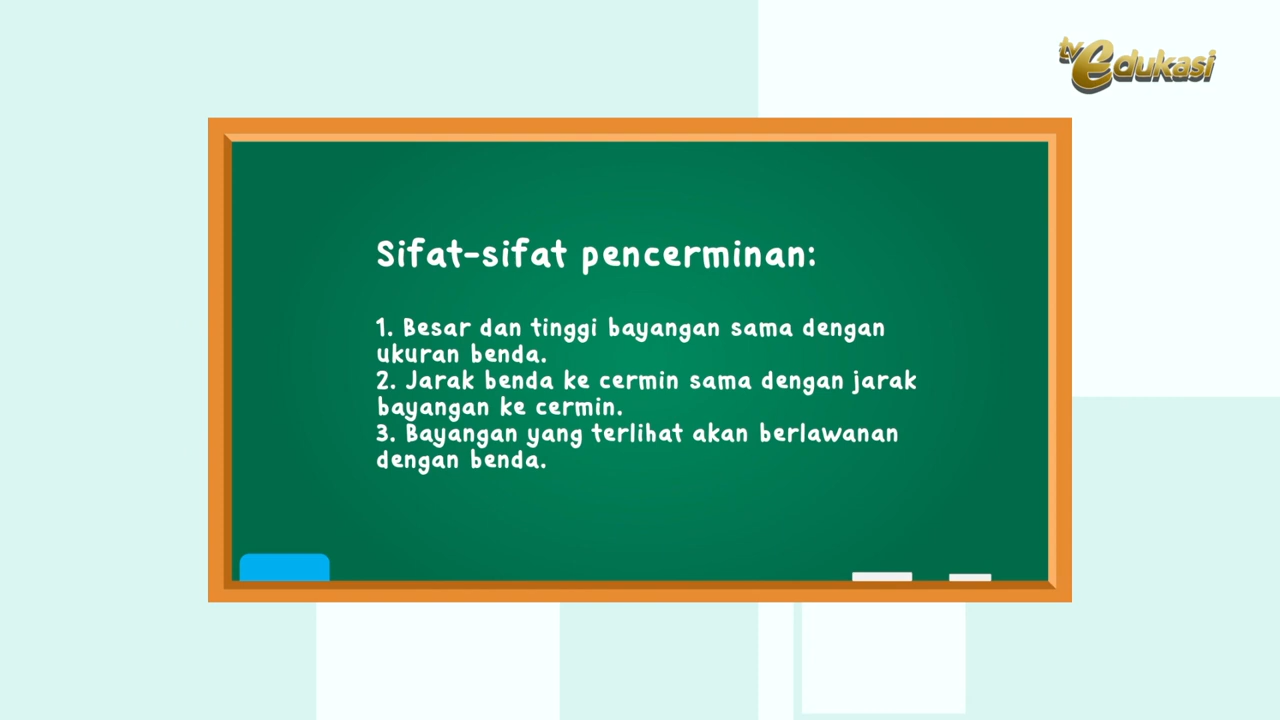 tv edukasi
Sifat-sifat pencerminan:
1. Besar dan tinggi bayangan sama dengan
ukuran benda.
2. Jarak benda ke cermin sama dengan jarak
bayangan ke cermin.
3. Bayangan yang terlihat akan berlawanan
dengan benda.